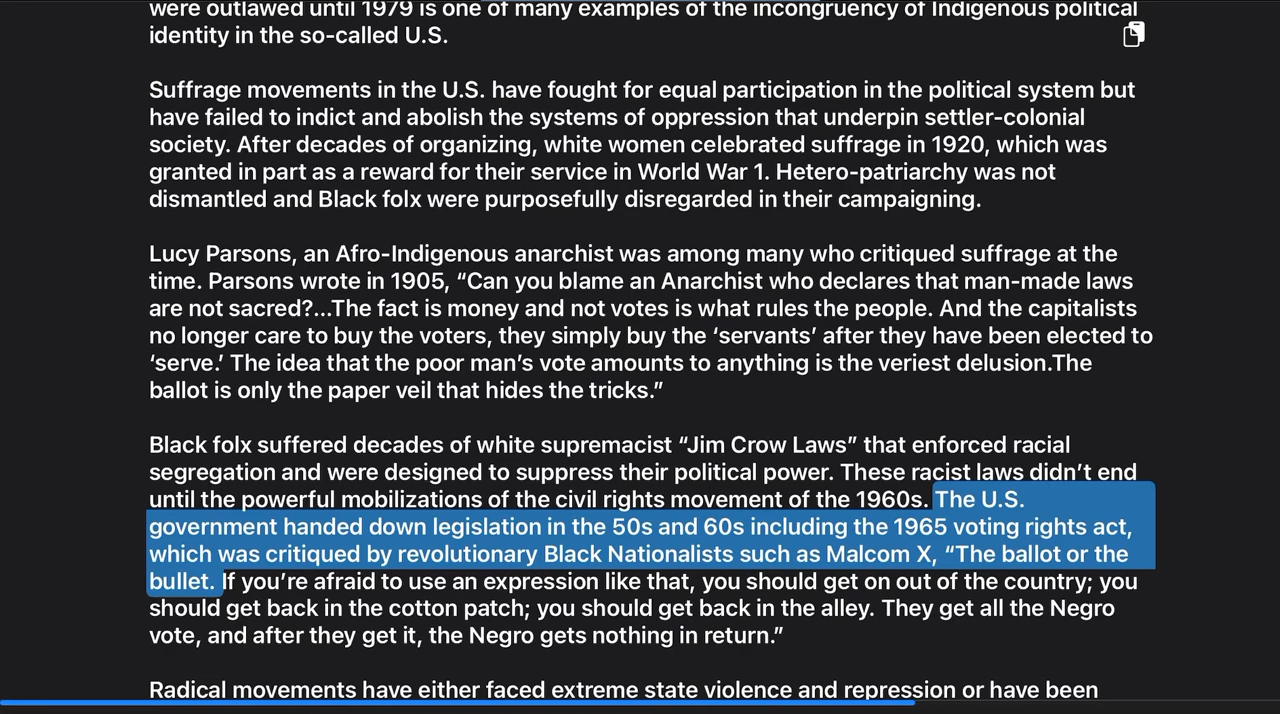 were outlawed until 1979 is one of many examples of the incongruency of Indigenous political
identity in the so-called U.S.
Suffrage movements in the U.S. have fought for equal participation in the political system but
have failed to indict and abolish the systems of oppression that underpin settler-colonial
society. After decades of organizing, white women celebrated suffrage in 1920, which was
granted in part as a reward for their service in World War 1. Hetero-patriarchy was not
dismantled and Black folx were purposefully disregarded in their campaigning.
Lucy Parsons, an Afro-Indigenous anarchist was among many who critiqued suffrage at the
time. Parsons wrote in 1905, “Can you blame an Anarchist who declares that man-made laws
are not sacred?...The fact is money and not votes is what rules the people. And the capitalists
no longer care to buy the voters, they simply buy the ‘servants’ after they have been elected to
‘serve.’ The idea that the poor man’s vote amounts to anything is the veriest delusion.The
ballot is only the paper veil that hides the tricks.”
Black folx suffered decades of white supremacist “Jim Crow Laws” that enforced racial
segregation and were designed to suppress their political power. These racist laws didn’t end
until the powerful mobilizations of the civil rights movement of the 1960s. The U.S.
government handed down legislation in the 50s and 60s including the 1965 voting rights act,
which was critiqued by revolutionary Black Nationalists such as Malcom X, “The ballot or the
bullet. If you’re afraid to use an expression like that, you should get on out of the country; you
should get back in the cotton patch; you should get back in the alley. They get all the Negro
vote, and after they get it, the Negro gets nothing in return.”
Radical movements have either faced extreme state violence and repression or have been